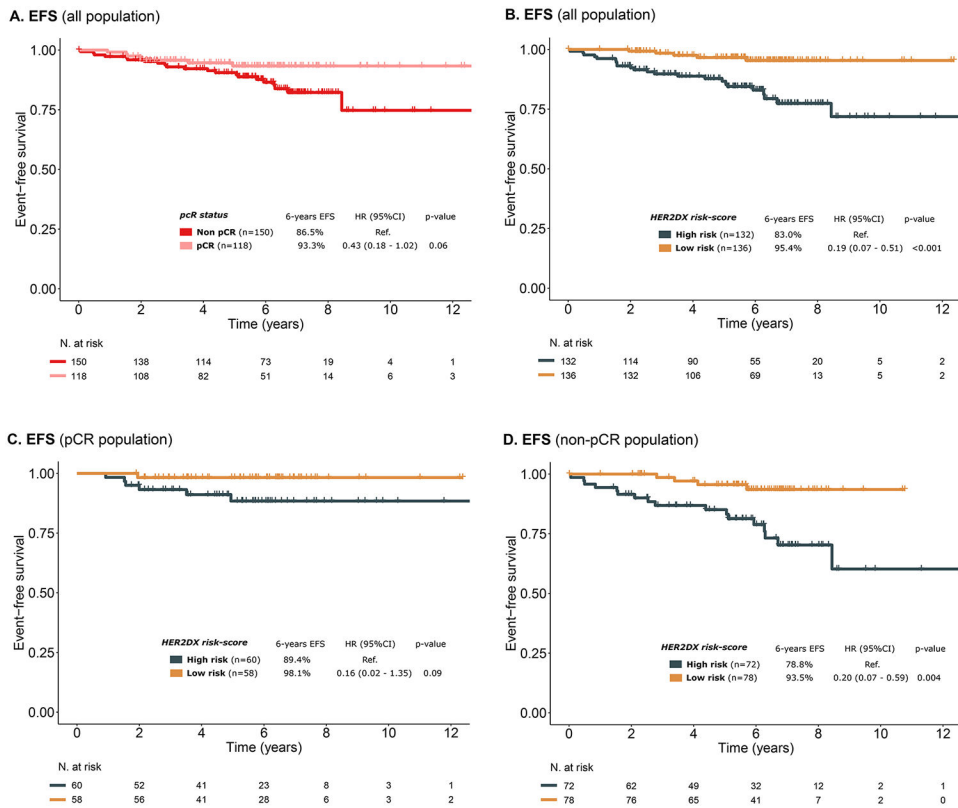 A. EFS (all population)
Event-free survival
1.00
0.75
0.50
0.25
0.00
pcR status 6-years EFS HR (95%CI) p-value
Non pCR (n=150) 86.5% Ref.
pCR (n=118) 93.3% 0.43 (0.18 - 1.02) 0.06
0 2 4 6 8 10 12
Time (years)
N. at risk
150 138 114 73 19 4 1
118 108 82 51 14 6 3
B. EFS (all population)
Event-free survival
1.00
0.75
0.50
0.25
0.00
HER2DX risk-score 6-years EFS HR (95%CI) p-value
High risk (n=132) 83.0% Ref.
Low risk (n=136) 95.4% 0.19 (0.07 - 0.51) <0.001
0 2 4 6 8 10 12
Time (years)
N. at risk
132 114 90 55 20 5 2
136 132 106 69 13 5 2
C. EFS (pCR population)
Event-free survival
1.00
0.75
0.50
0.25
0.00
HER2DX risk-score 6-years EFS HR (95%CI) p-value
High risk (n=60) 89.4% Ref.
Low risk (n=58) 98.1% 0.16 (0.02 - 1.35) 0.09
0 2 4 6 8 10 12
Time (years)
N. at risk
60 52 41 23 8 3 1
58 56 41 28 6 3 2
D. EFS (non-pCR population)
Event-free survival
1.00
0.75
0.50
0.25
0.00
HER2DX risk-score 6-years EFS HR (95%CI) p-value
High risk (n=72) 78.8% Ref.
Low risk (n=78) 93.5% 0.20 (0.07 - 0.59) 0.004
0 2 4 6 8 10 12
Time (years)
N. at risk
72 62 49 32 12 2 1
78 76 65 41 7 2 0